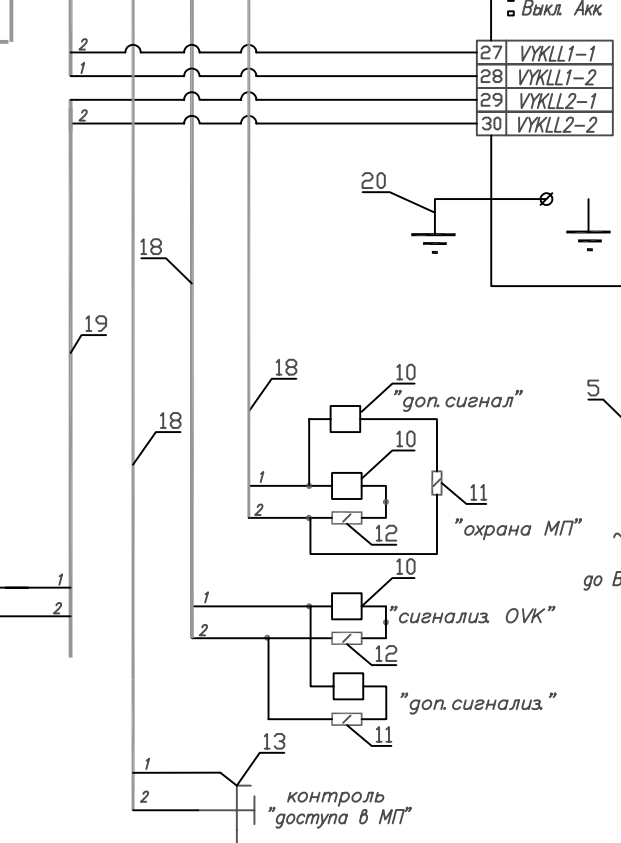 Выкл. Акк.
2
27 VYKLL1-1
1
28 VYKLL1-2
29 VYKLL2-1
2
30 VYKLL2-2
20
18
19
18
10
5
"доп. сигнал"
18
10
1
11
2
12
"охрана МП"
10
1
до В
1
2
"сигнализ. OVK"
2
12
"доп. сигнализ."
11
13
1
2
контроль
"доступа в МП"